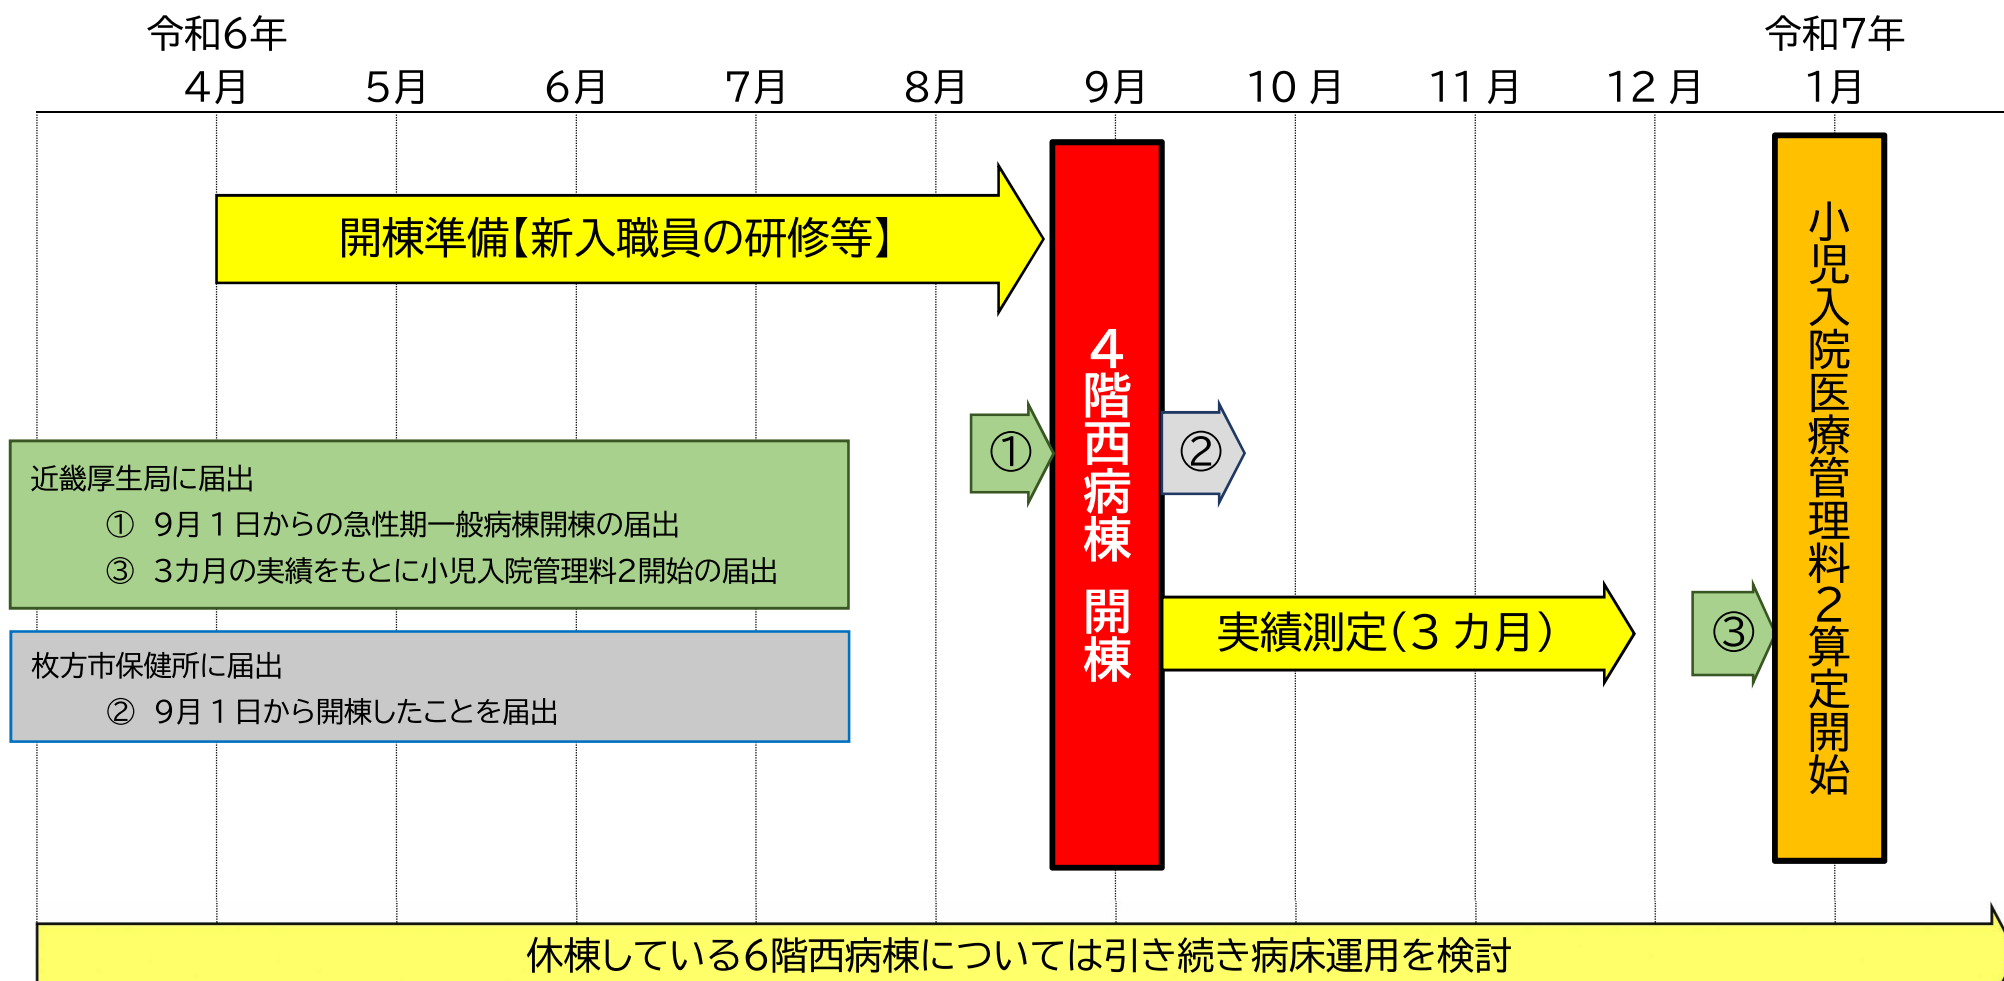 令和6年
令和7年
4月 5月 6月 7月 8月 9月 10 月 11 月 12 月 1月
開棟準備【新入職員の研修等】
4階西病棟 開棟
小児入院医療管理料2算定開始
①
②
近畿厚生局に届出
① 9月1日からの急性期一般病棟開棟の届出
③ 3カ月の実績をもとに小児入院管理料2開始の届出
実績測定(3 カ月)
③
枚方市保健所に届出
② 9月1日から開棟したことを届出
休棟している6階西病棟については引き続き病床運用を検討